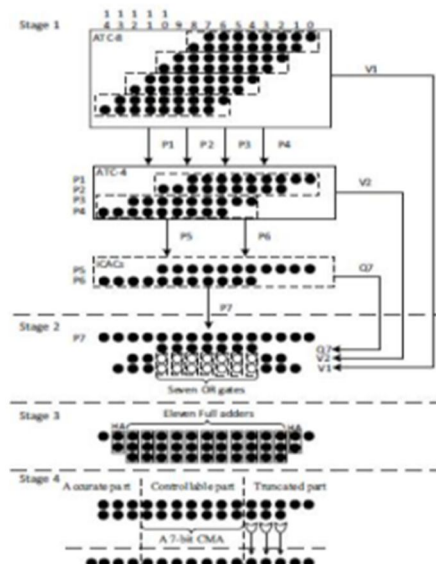 Stage 1
1 1 1 1 1
4 3 2 1 0 9 8 7 6 5 4 3 2 1 0
ATC-8
V1
P1 P2 P3 P4
ATC-4
P1
P2
P3
P4
V2
P5 P6
iCACs
P5
P6
Q7
P7
Stage 2
P7
Q7
V2
V1
Seven OR gates
Stage 3
Eleven Full adders
HA
HA
Stage 4
Accurate part Controllable part Truncated part
A 7-bit CMA